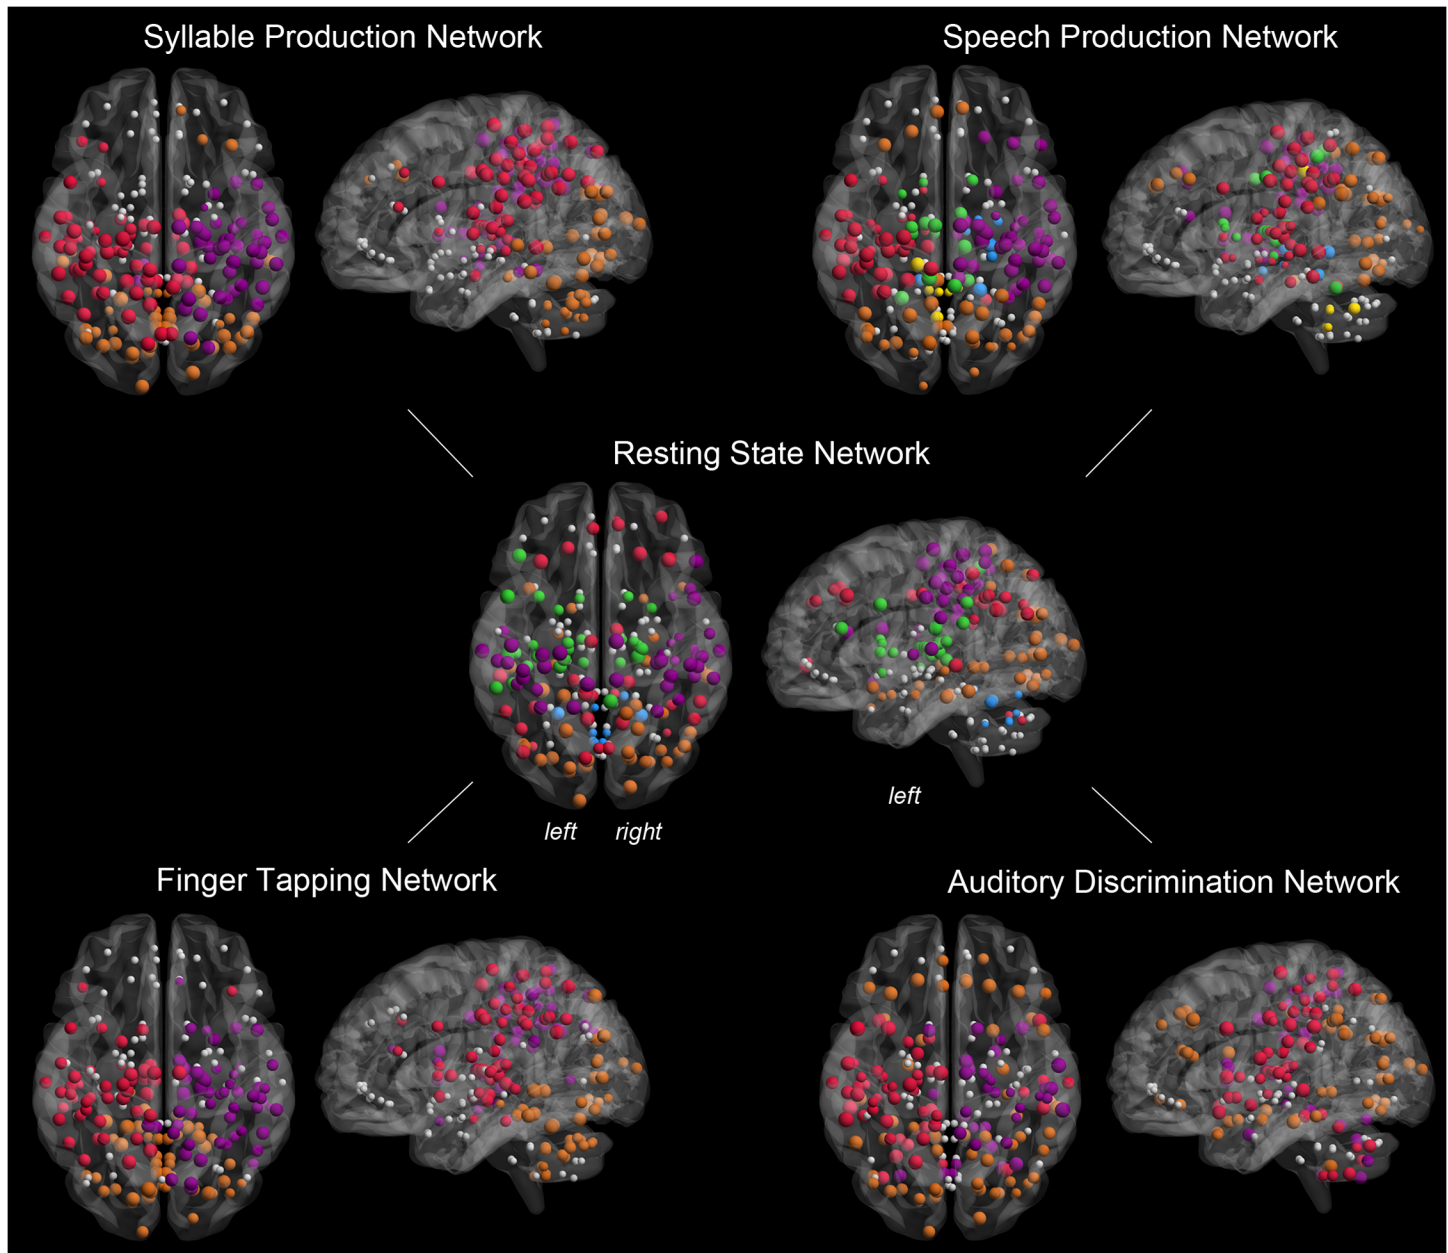 Syllable Production Network
Speech Production Network
Resting State Network
left
left
right
Finger Tapping Network
Auditory Discrimination Network